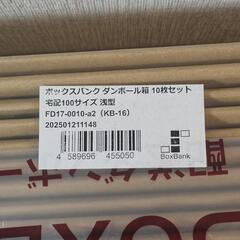 ボックスバンク ダンボール箱 10枚セット
宅配100サイズ 浅型
FD17-0010-a2（KB-16）
202501211148
4 589696 455050
BoxBank